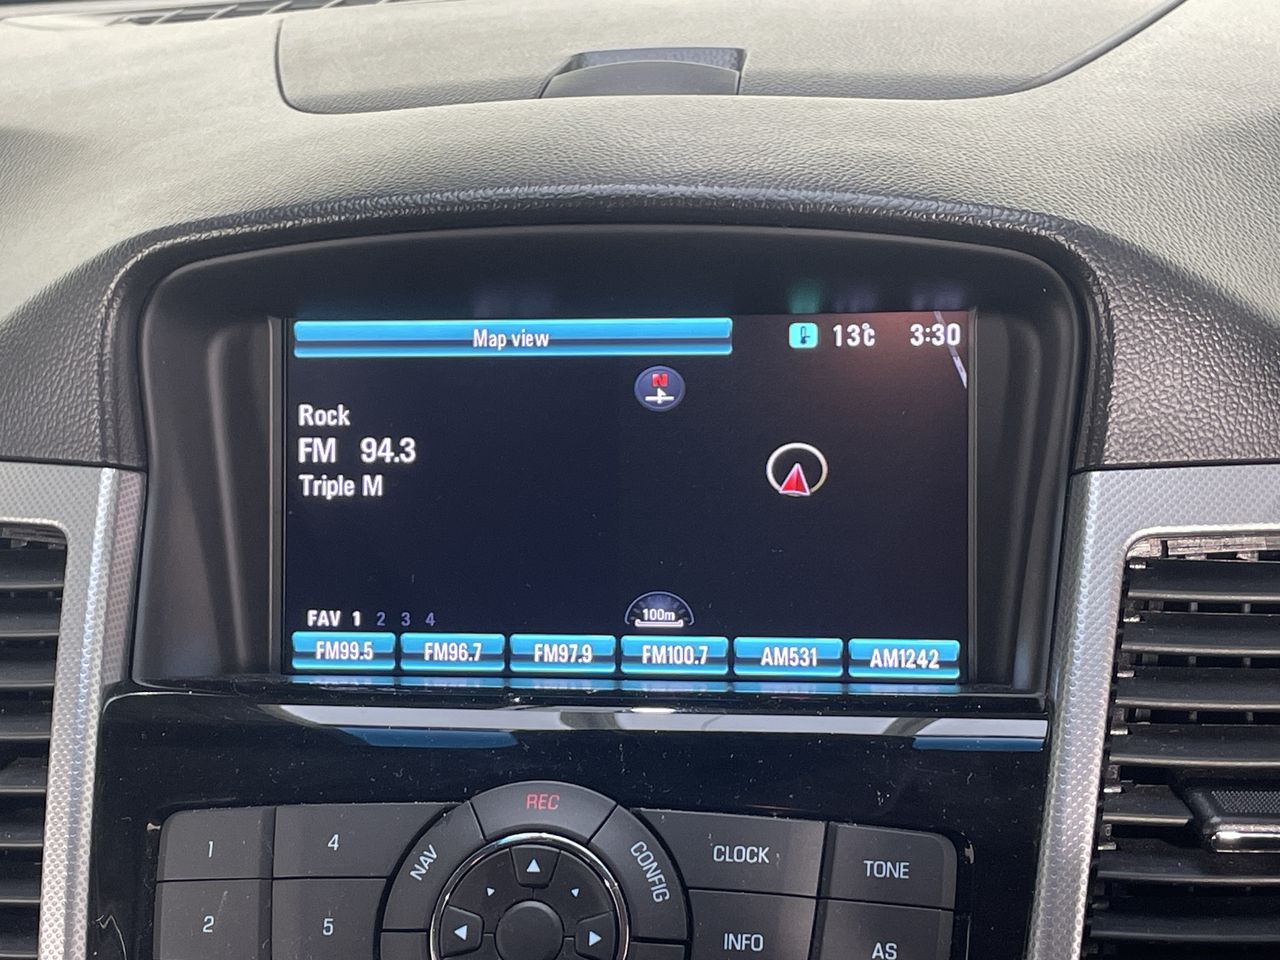 Map view
13°C 3:30
N
Rock
FM 94.3
Triple M
FAV 1 2 3 4
100m
FM99.5 FM96.7 FM97.9 FM100.7 AM531 AM1242
REC
1 4 NAV CONFIG CLOCK TONE
2 5 INFO AS